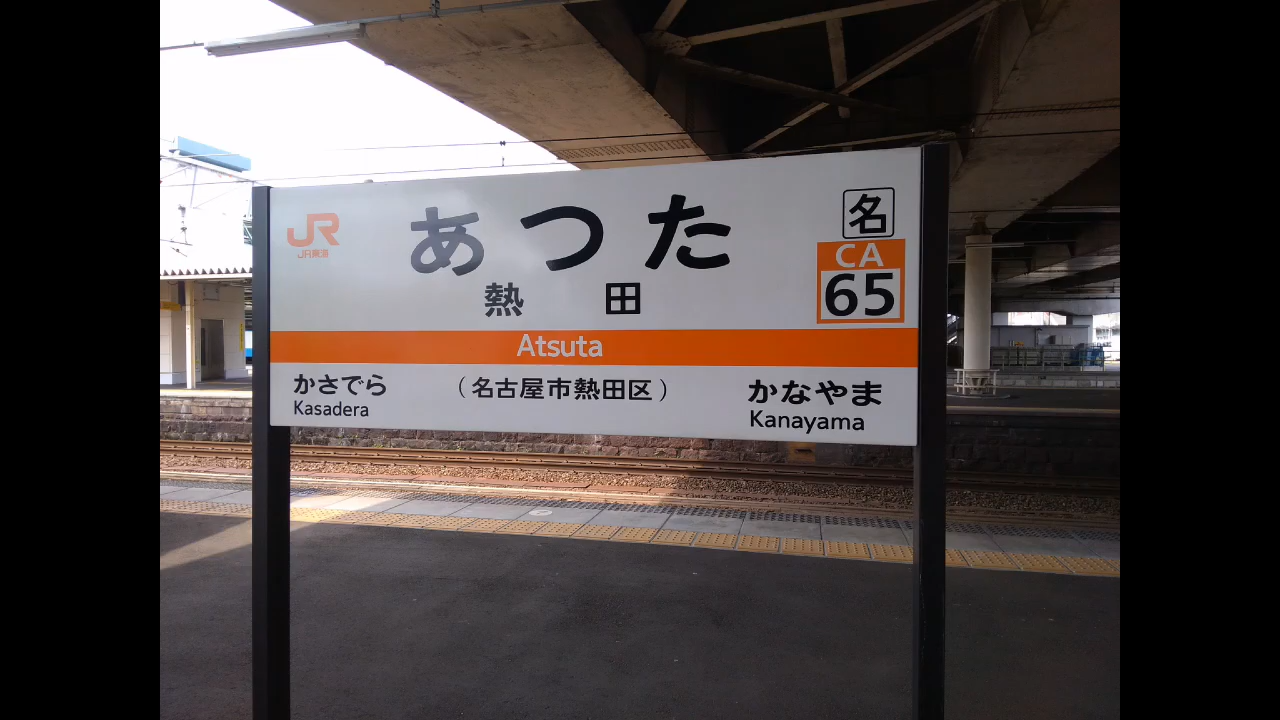 JR
JR東海
あつた
熱田
名
CA
65
Atsuta
かさでら
Kasadera
(名古屋市熱田区)
かなやま
Kanayama